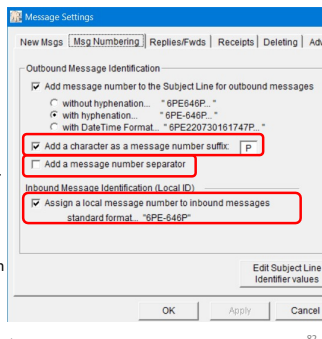 Message Settings
New Msgs Msg Numbering Replies/Fwds Receipts Deleting Adv
Outbound Message Identification
Add message number to the Subject Line for outbound messages
without hyphenation... "6PE646P..."
with hyphenation... "6PE-646P..."
with DateTime Format... "6PE220730161747P..."
Add a character as a message number suffix: P
Add a message number separator
Inbound Message Identification (Local ID)
Assign a local message number to inbound messages
standard format... "6PE-646P"
Edit Subject Line
Identifier values
OK Apply Cancel